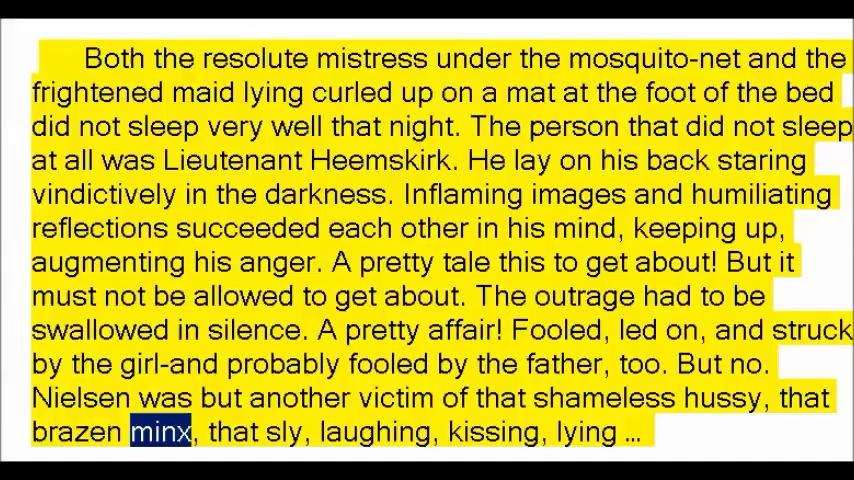 Both the resolute mistress under the mosquito-net and the
frightened maid lying curled up on a mat at the foot of the bed
did not sleep very well that night. The person that did not sleep
at all was Lieutenant Heemskirk. He lay on his back staring
vindictively in the darkness. Inflaming images and humiliating
reflections succeeded each other in his mind, keeping up,
augmenting his anger. A pretty tale this to get about! But it
must not be allowed to get about. The outrage had to be
swallowed in silence. A pretty affair! Fooled, led on, and struck
by the girl-and probably fooled by the father, too. But no.
Nielsen was but another victim of that shameless hussy, that
brazen minx, that sly, laughing, kissing, lying ...